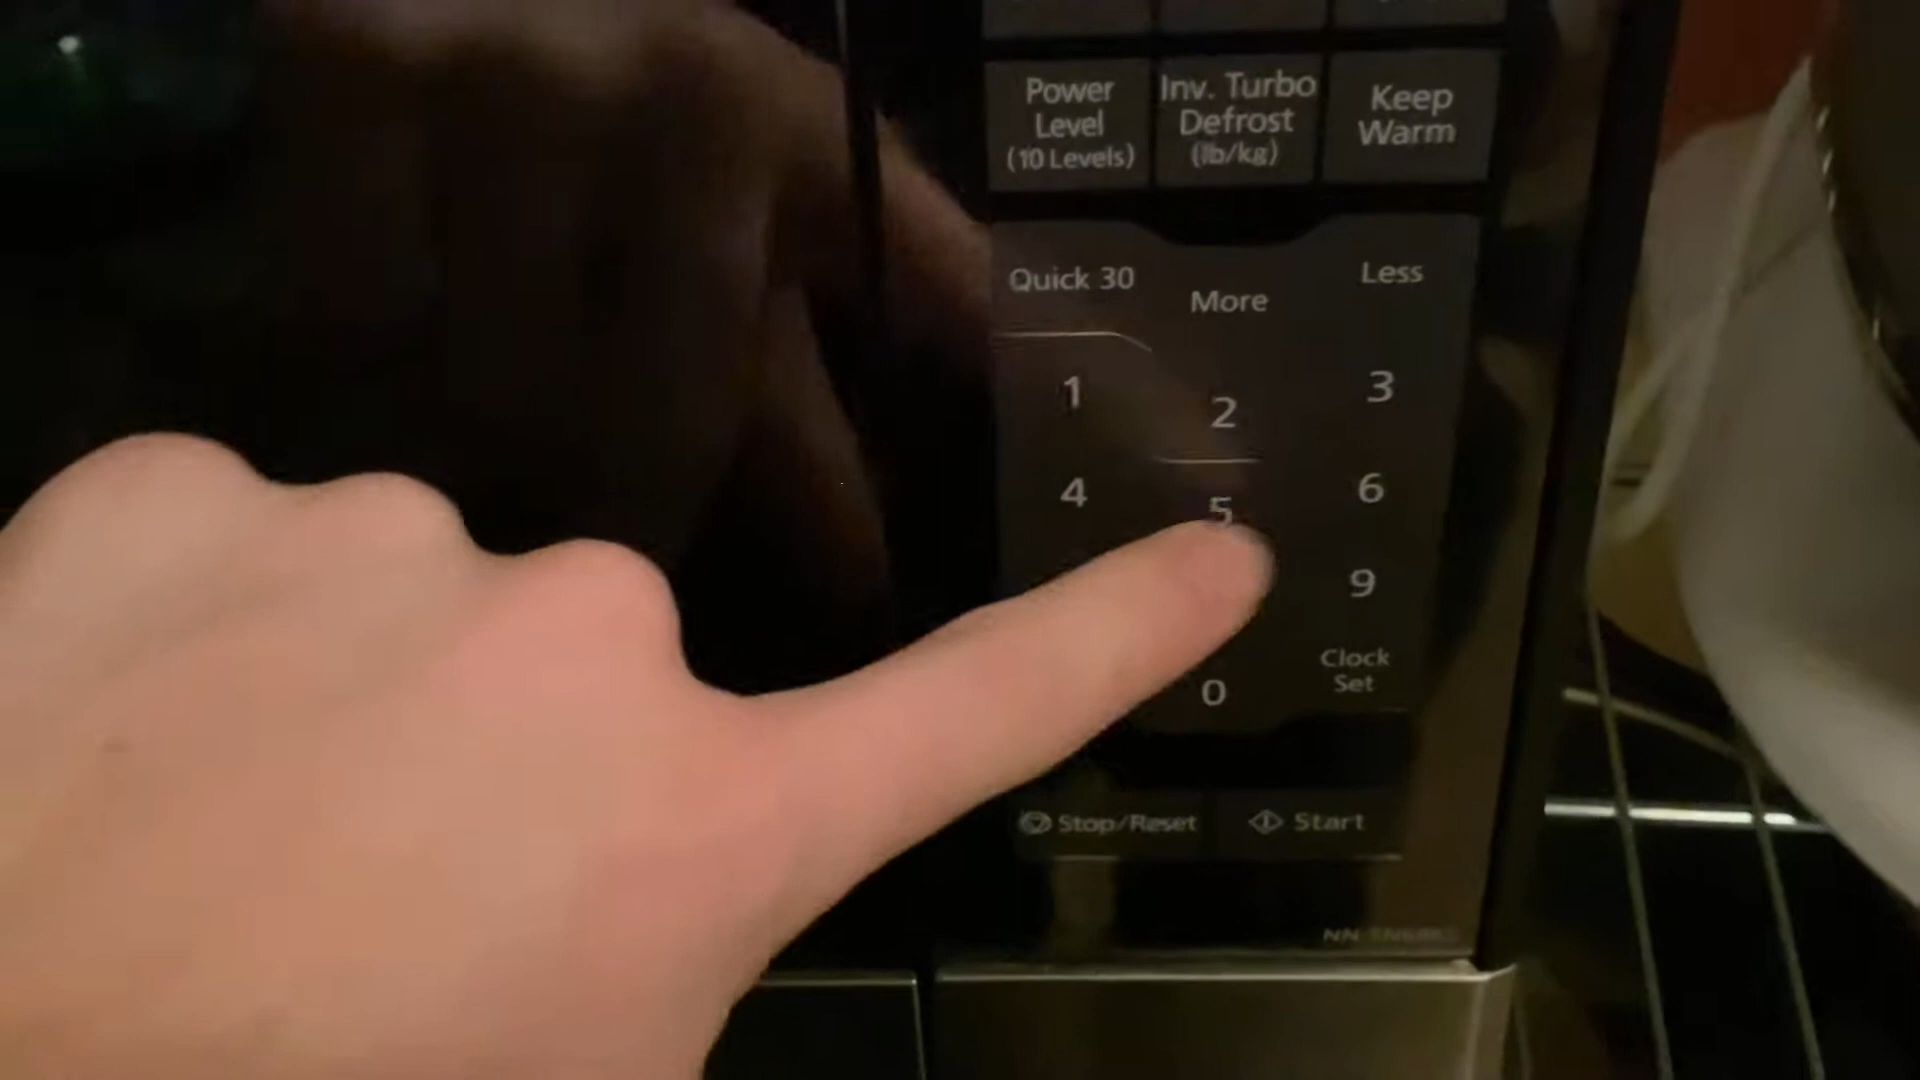 Power
Level
(10 Levels)
Inv. Turbo
Defrost
(lb/kg)
Keep
Warm
Quick 30
More
Less
1
2
3
4
5
6
9
0
Clock
Set
Stop/Reset
Start